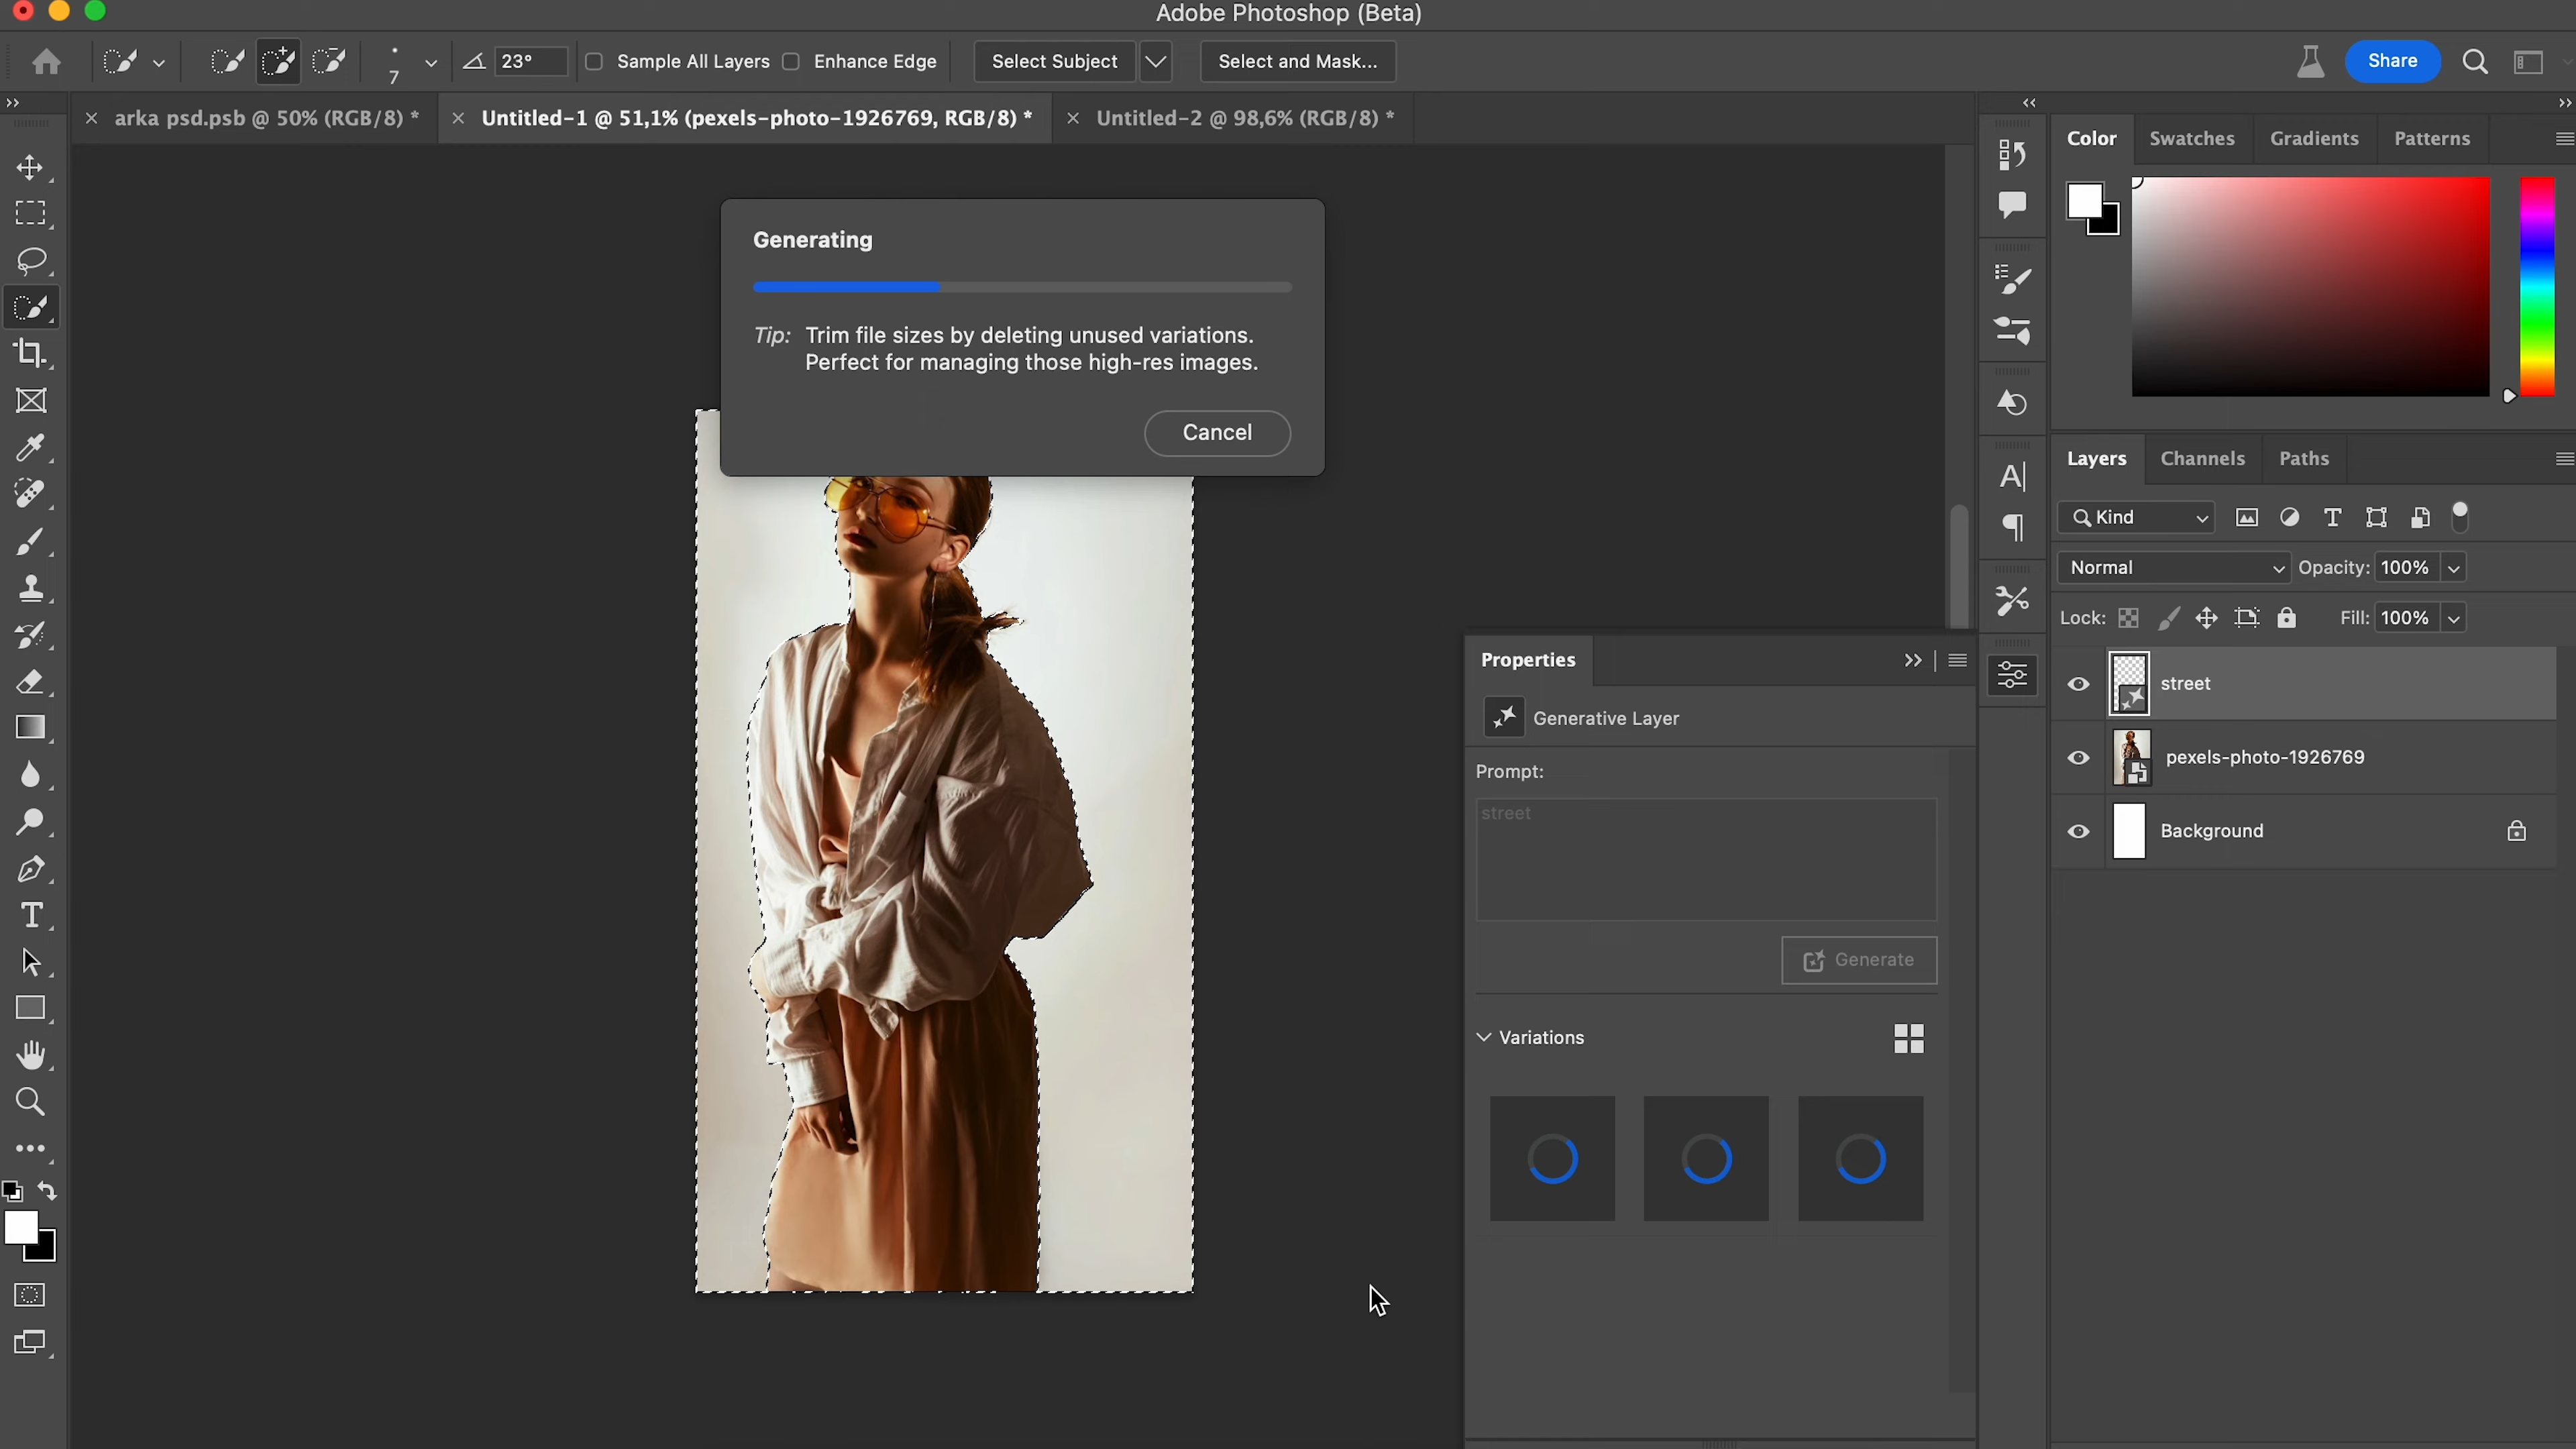 Adobe Photoshop (Beta)
7
23°
Sample All Layers
Enhance Edge
Select Subject
Select and Mask...
Share
arka psd.psb @ 50% (RGB/8) *
Untitled-1 @ 51,1% (pexels-photo-1926769, RGB/8) *
Untitled-2 @ 98,6% (RGB/8) *
Color
Swatches
Gradients
Patterns
Generating
Tip: Trim file sizes by deleting unused variations.
Perfect for managing those high-res images.
Cancel
Layers
Channels
Paths
Kind
Normal
Opacity: 100%
Lock:
Fill: 100%
street
pexels-photo-1926769
Background
Properties
Generative Layer
Prompt:
street
Generate
Variations